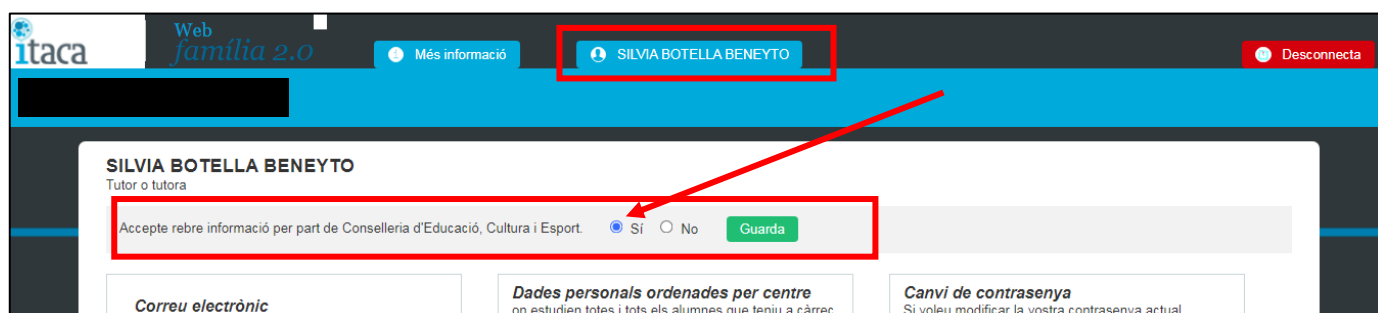 itaca
Web
família 2.0
Més informació
SILVIA BOTELLA BENEYTO
Desconnecta
SILVIA BOTELLA BENEYTO
Tutor o tutora
Accepte rebre informació per part de Conselleria d'Educació, Cultura i Esport.
Sí
No
Guarda
Correu electrònic
Dades personals ordenades per centre
on estudien totes i tots els alumnes que teniu a càrrec
Canvi de contrasenya
Si voleu modificar la vostra contrasenya actual